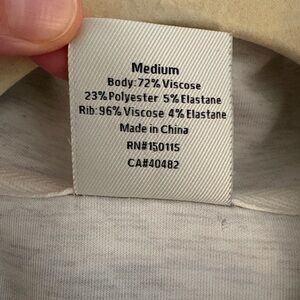 Medium
Body:72% Viscose
23%Polyester 5%Elastane
Rib:96% Viscose 4%Elastane
Made in China
RN#150115
CA#40482